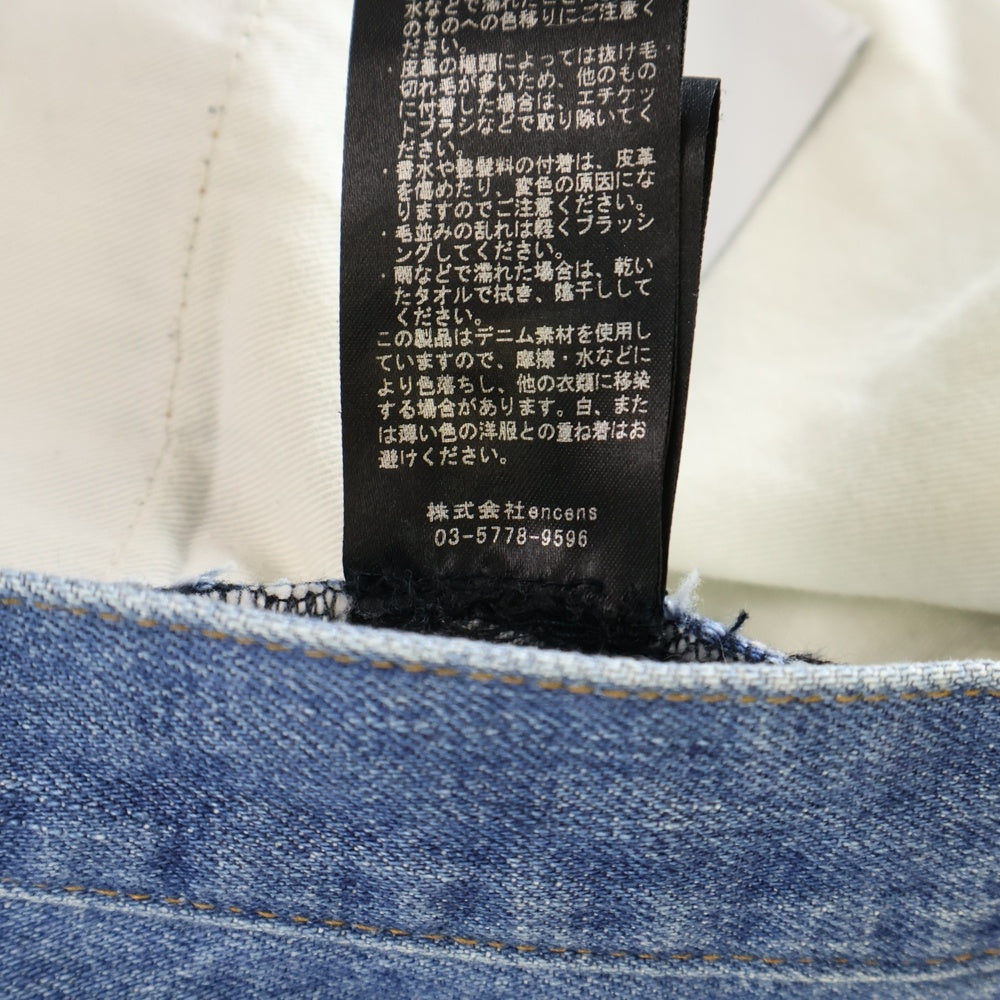 水などで濡れた
のものへの色移りにご注意く
ださい。
・皮革の種類によっては抜け毛・
切れ毛が多いため、他のもの
に付着した場合は、エチケッ
トブラシなどで取り除いてく
ださい。
・香水や整髪料の付着は、皮革
を傷めたり、変色の原因にな
りますのでご注意ください。
・毛並みの乱れは軽くブラッシ
ングしてください。
・雨などで濡れた場合は、乾い
たタオルで拭き、陰干しして
ください。
この製品はデニム素材を使用し
ていますので、摩擦・水などに
より色落ちし、他の衣類に移染
する場合があります。白、また
は薄い色の洋服との重ね着はお
避けください。
株式会社encens
03-5778-9596